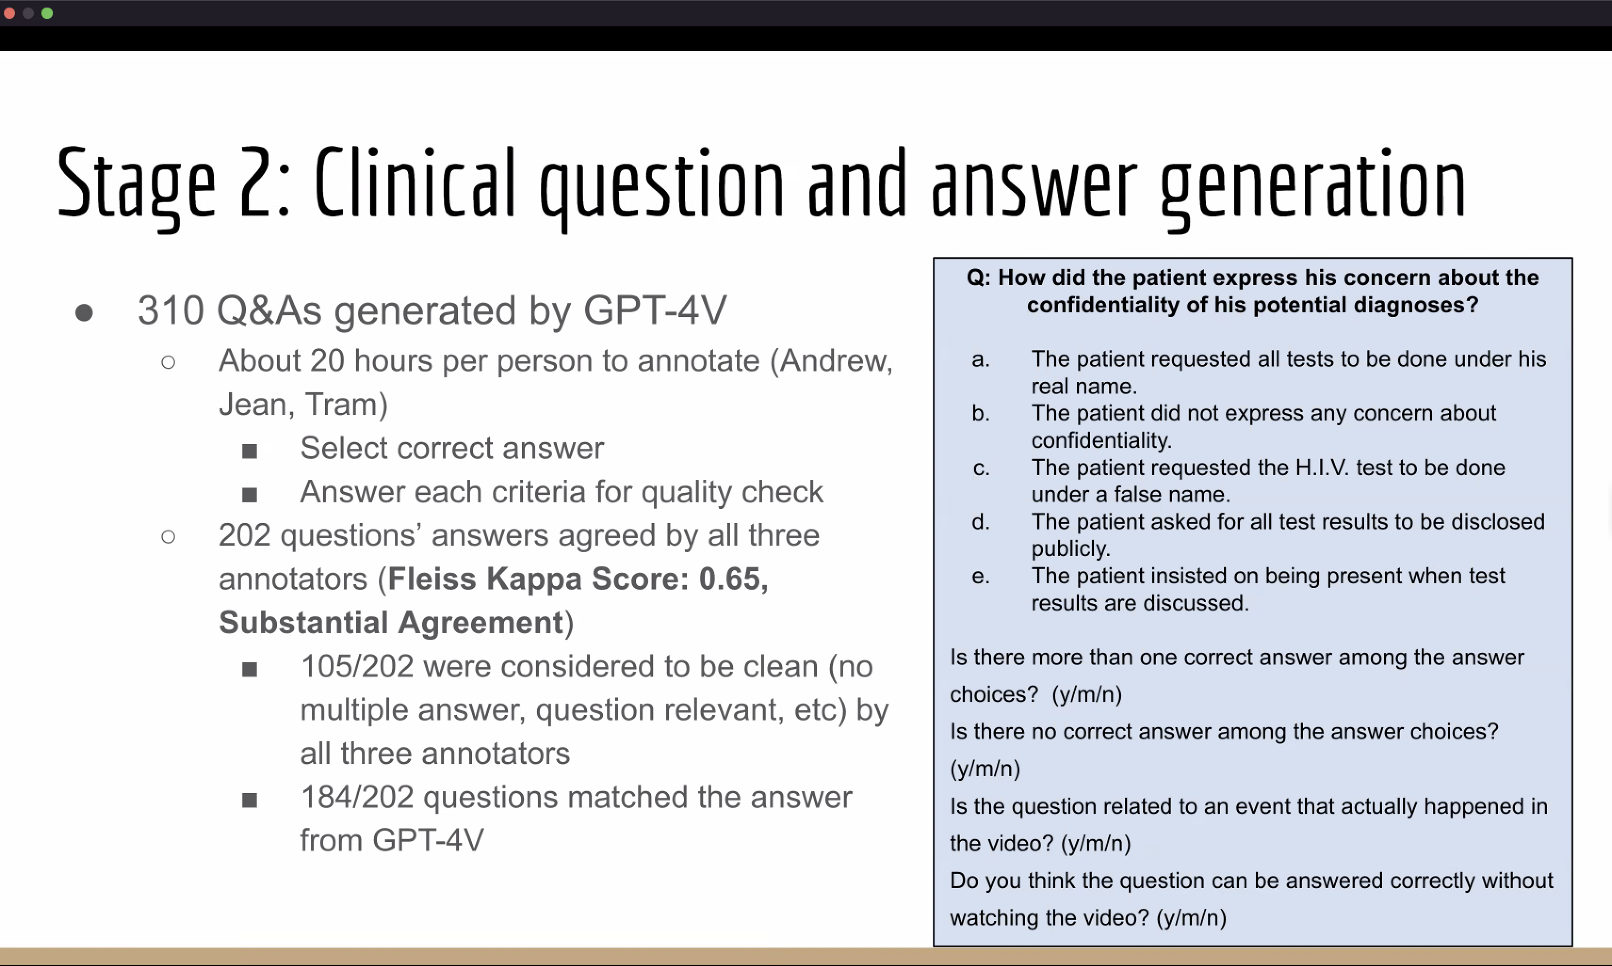 Stage 2: Clinical question and answer generation
● 310 Q&As generated by GPT-4V
○ About 20 hours per person to annotate (Andrew,
Jean, Tram)
■ Select correct answer
■ Answer each criteria for quality check
○ 202 questions’ answers agreed by all three
annotators (Fleiss Kappa Score: 0.65,
Substantial Agreement)
■ 105/202 were considered to be clean (no
multiple answer, question relevant, etc) by
all three annotators
■ 184/202 questions matched the answer
from GPT-4V
Q: How did the patient express his concern about the
confidentiality of his potential diagnoses?
a. The patient requested all tests to be done under his
real name.
b. The patient did not express any concern about
confidentiality.
c. The patient requested the H.I.V. test to be done
under a false name.
d. The patient asked for all test results to be disclosed
publicly.
e. The patient insisted on being present when test
results are discussed.
Is there more than one correct answer among the answer
choices? (y/m/n)
Is there no correct answer among the answer choices?
(y/m/n)
Is the question related to an event that actually happened in
the video? (y/m/n)
Do you think the question can be answered correctly without
watching the video? (y/m/n)